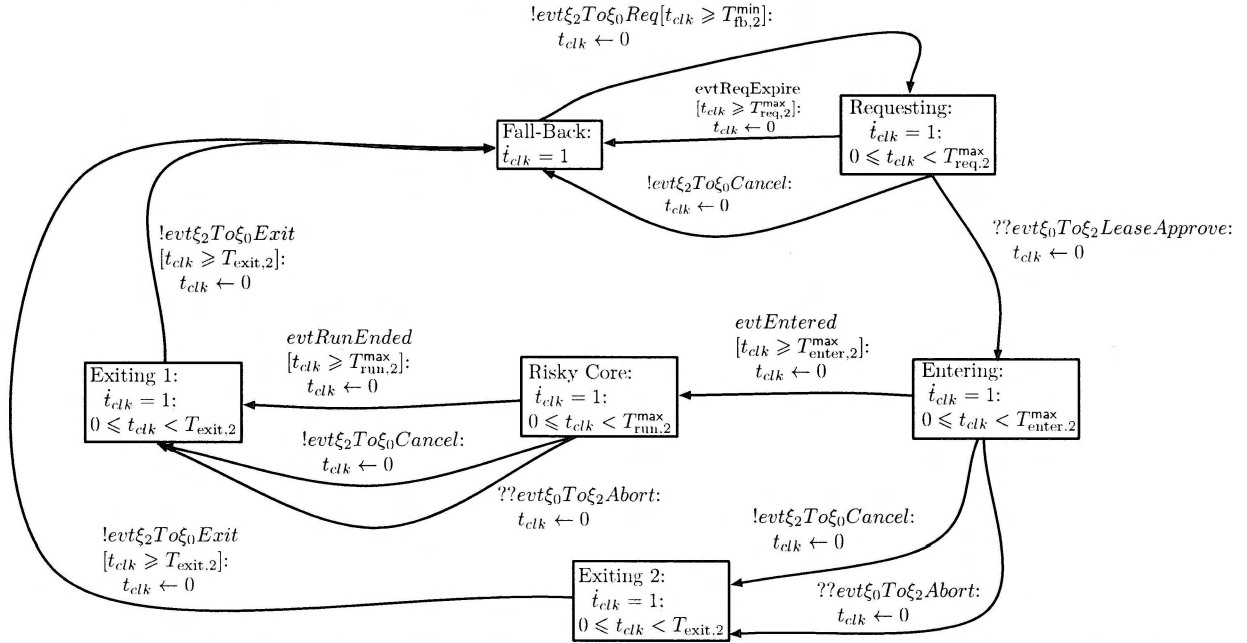 !evtξ₂Toξ₀Req[t_clk ⩾ T^min_fb,2]:
t_clk ← 0
evtReqExpire
[t_clk ⩾ T^max_req,2]:
t_clk ← 0
Requesting:
ṫ_clk = 1;
0 ⩽ t_clk < T^max_req,2
Fall-Back:
ṫ_clk = 1
!evtξ₂Toξ₀Cancel:
t_clk ← 0
??evtξ₀Toξ₂LeaseApprove:
t_clk ← 0
!evtξ₂Toξ₀Exit
[t_clk ⩾ T_exit,2]:
t_clk ← 0
evtRunEnded
[t_clk ⩾ T^max_run,2]:
t_clk ← 0
evtEntered
[t_clk ⩾ T^max_enter,2]:
t_clk ← 0
Exiting 1:
ṫ_clk = 1;
0 ⩽ t_clk < T_exit,2
Risky Core:
ṫ_clk = 1;
0 ⩽ t_clk < T^max_run,2
Entering:
ṫ_clk = 1;
0 ⩽ t_clk < T^max_enter,2
!evtξ₂Toξ₀Cancel:
t_clk ← 0
??evtξ₀Toξ₂Abort:
t_clk ← 0
!evtξ₂Toξ₀Cancel:
t_clk ← 0
!evtξ₂Toξ₀Exit
[t_clk ⩾ T_exit,2]:
t_clk ← 0
Exiting 2:
ṫ_clk = 1;
0 ⩽ t_clk < T_exit,2
??evtξ₀Toξ₂Abort:
t_clk ← 0